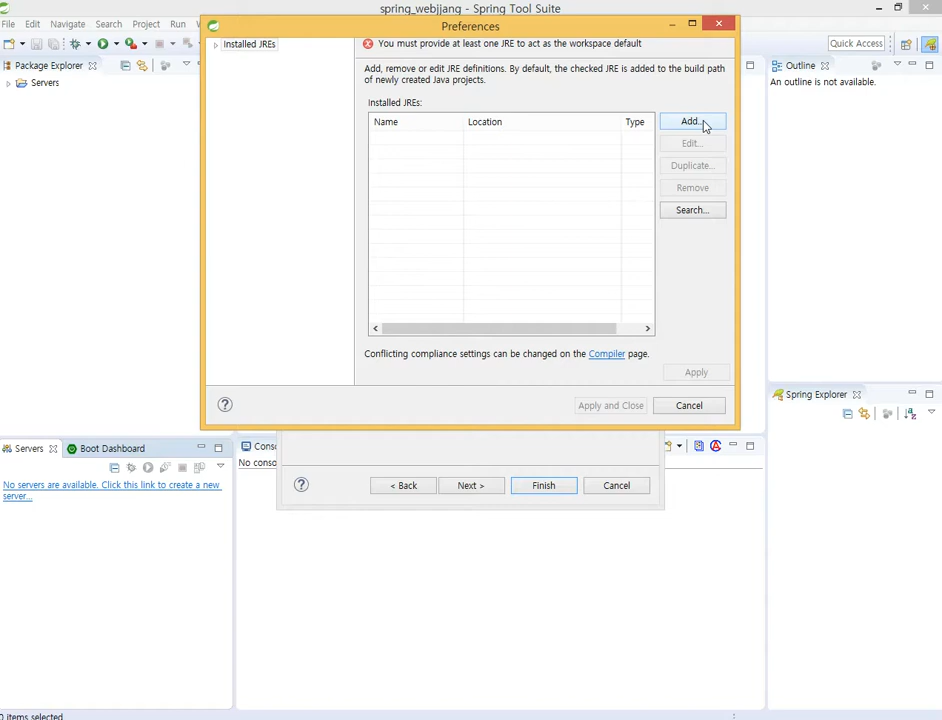 spring_webjjang - Spring Tool Suite
File Edit Navigate Search Project Run
Preferences
Quick Access
Package Explorer
Servers
Installed JREs
You must provide at least one JRE to act as the workspace default
Add, remove or edit JRE definitions. By default, the checked JRE is added to the build path
of newly created Java projects.
Installed JREs:
Name Location Type
Add...
Edit...
Duplicate...
Remove
Search...
Conflicting compliance settings can be changed on the Compiler page.
Apply
Apply and Close Cancel
Outline
An outline is not available.
Spring Explorer
Servers Boot Dashboard
No servers are available. Click this link to create a new
server...
Conso
No conso
< Back Next > Finish Cancel
0 items selected